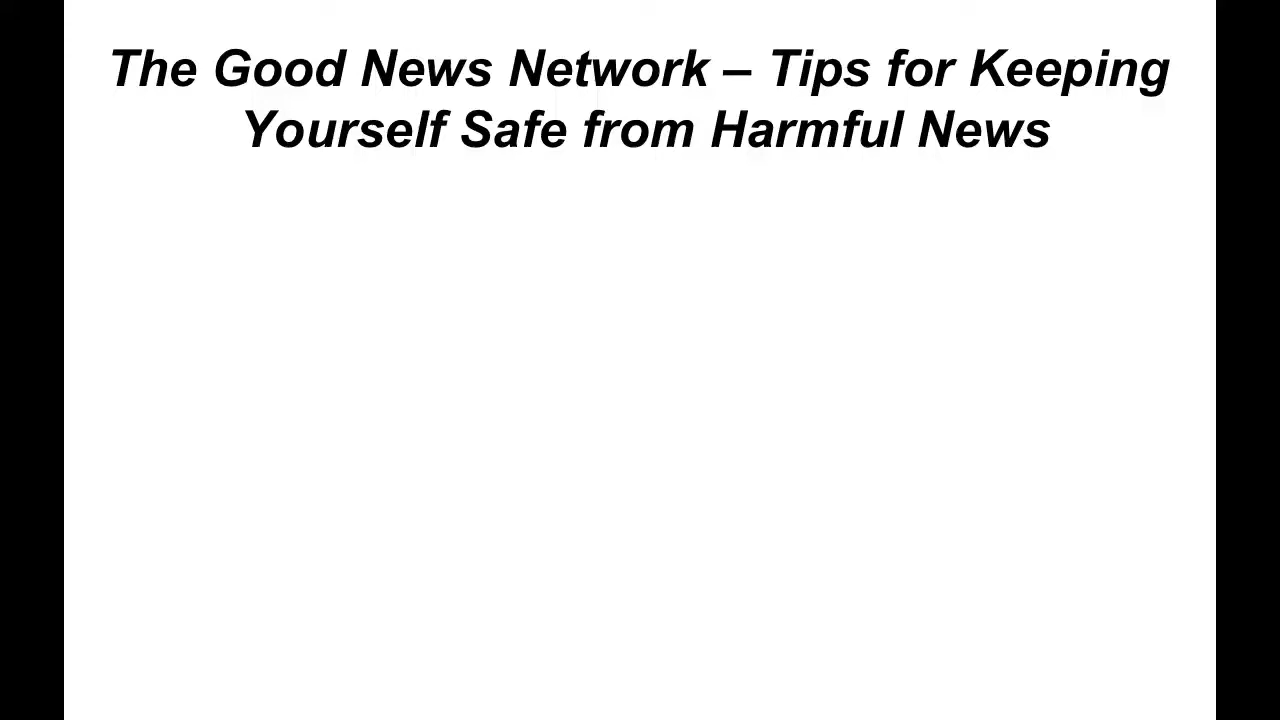 The Good News Network – Tips for Keeping
Yourself Safe from Harmful News